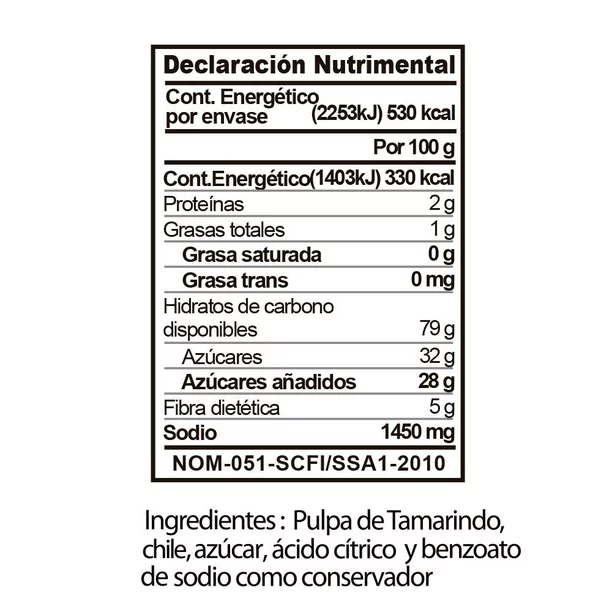 Declaración Nutrimental
Cont. Energético
por envase (2253kJ) 530 kcal
Por 100 g
Cont.Energético(1403kJ) 330 kcal
Proteínas 2 g
Grasas totales 1 g
Grasa saturada 0 g
Grasa trans 0 mg
Hidratos de carbono
disponibles 79 g
Azúcares 32 g
Azúcares añadidos 28 g
Fibra dietética 5 g
Sodio 1450 mg
NOM-051-SCFI/SSA1-2010
Ingredientes : Pulpa de Tamarindo,
chile, azúcar, ácido cítrico y benzoato
de sodio como conservador